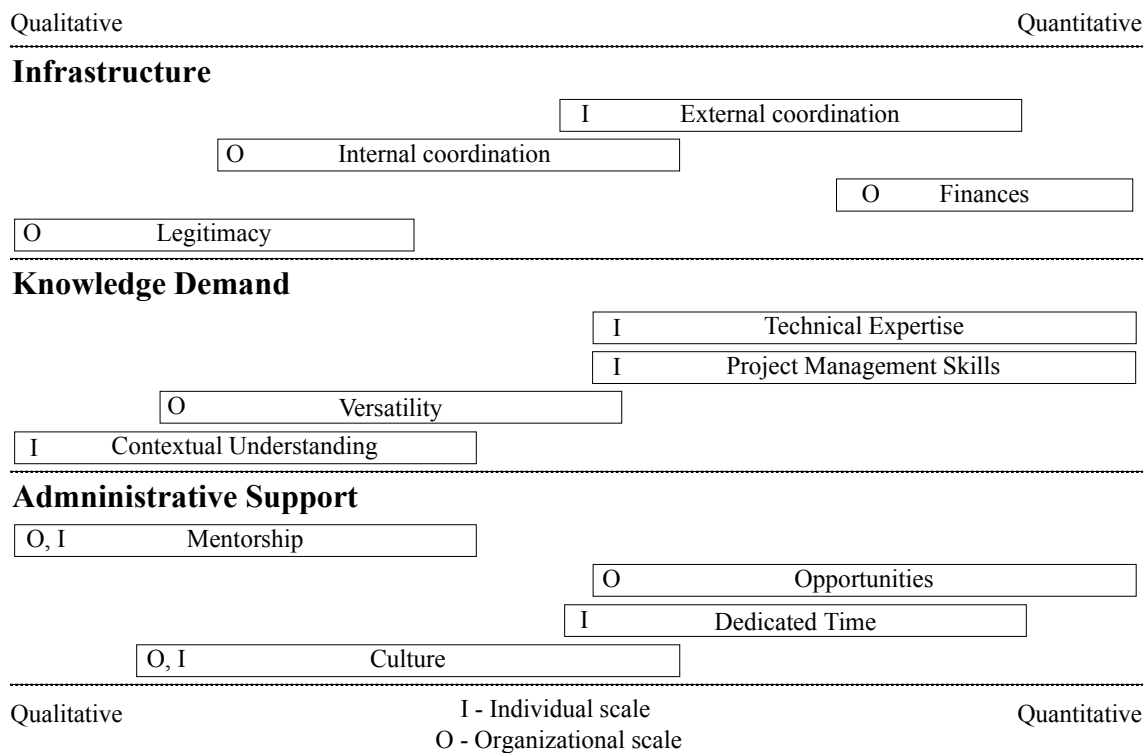 Qualitative Quantitative
Infrastructure
I External coordination
O Internal coordination
O Finances
O Legitimacy
Knowledge Demand
I Technical Expertise
I Project Management Skills
O Versatility
I Contextual Understanding
Admninistrative Support
O, I Mentorship
O Opportunities
I Dedicated Time
O, I Culture
Qualitative I - Individual scale Quantitative
O - Organizational scale